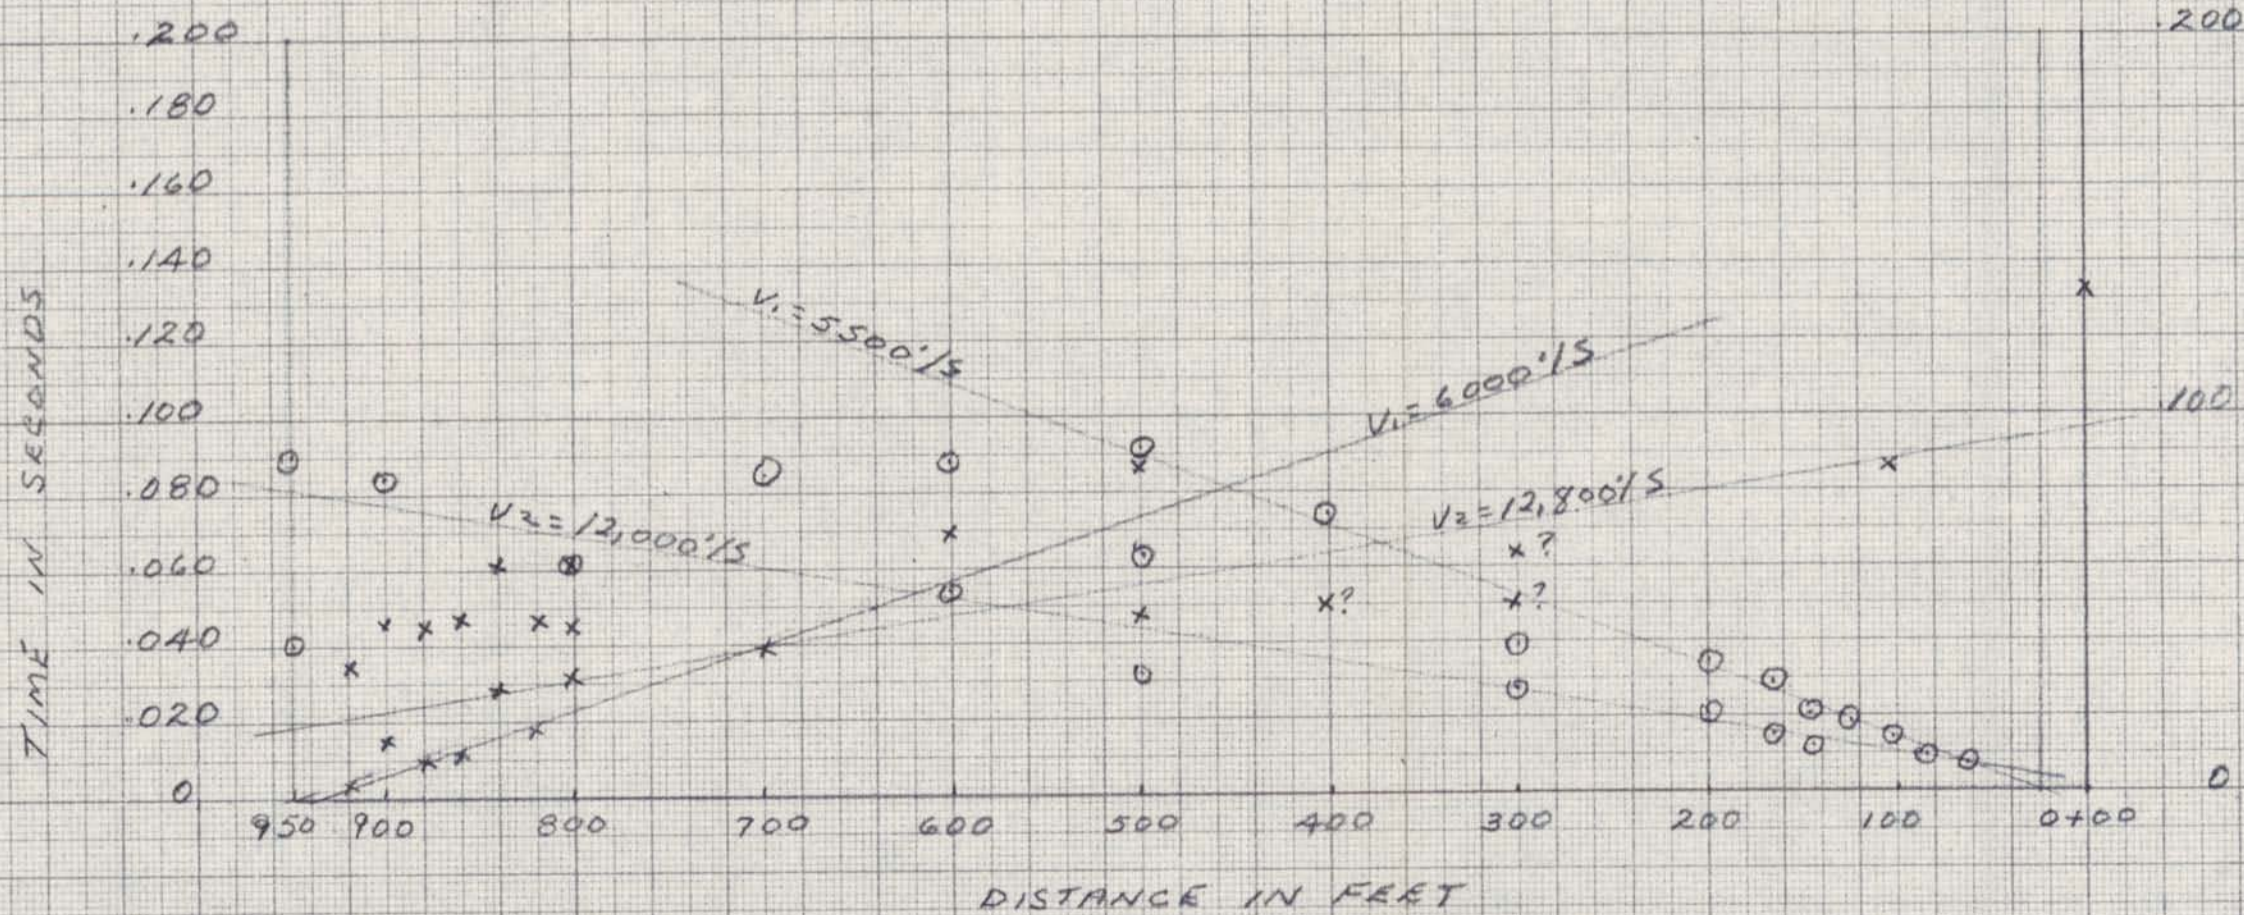 .200
.200
.180
.160
.140
.120
.100
.100
.080
.060
.040
.020
0
0
TIME IN SECONDS
V1 = 5500'/S
V1 = 6000'/S
V2 = 12,800'/S
V2 = 12,000'/S
?
?
?
950 900 800 700 600 500 400 300 200 100 0+00
DISTANCE IN FEET